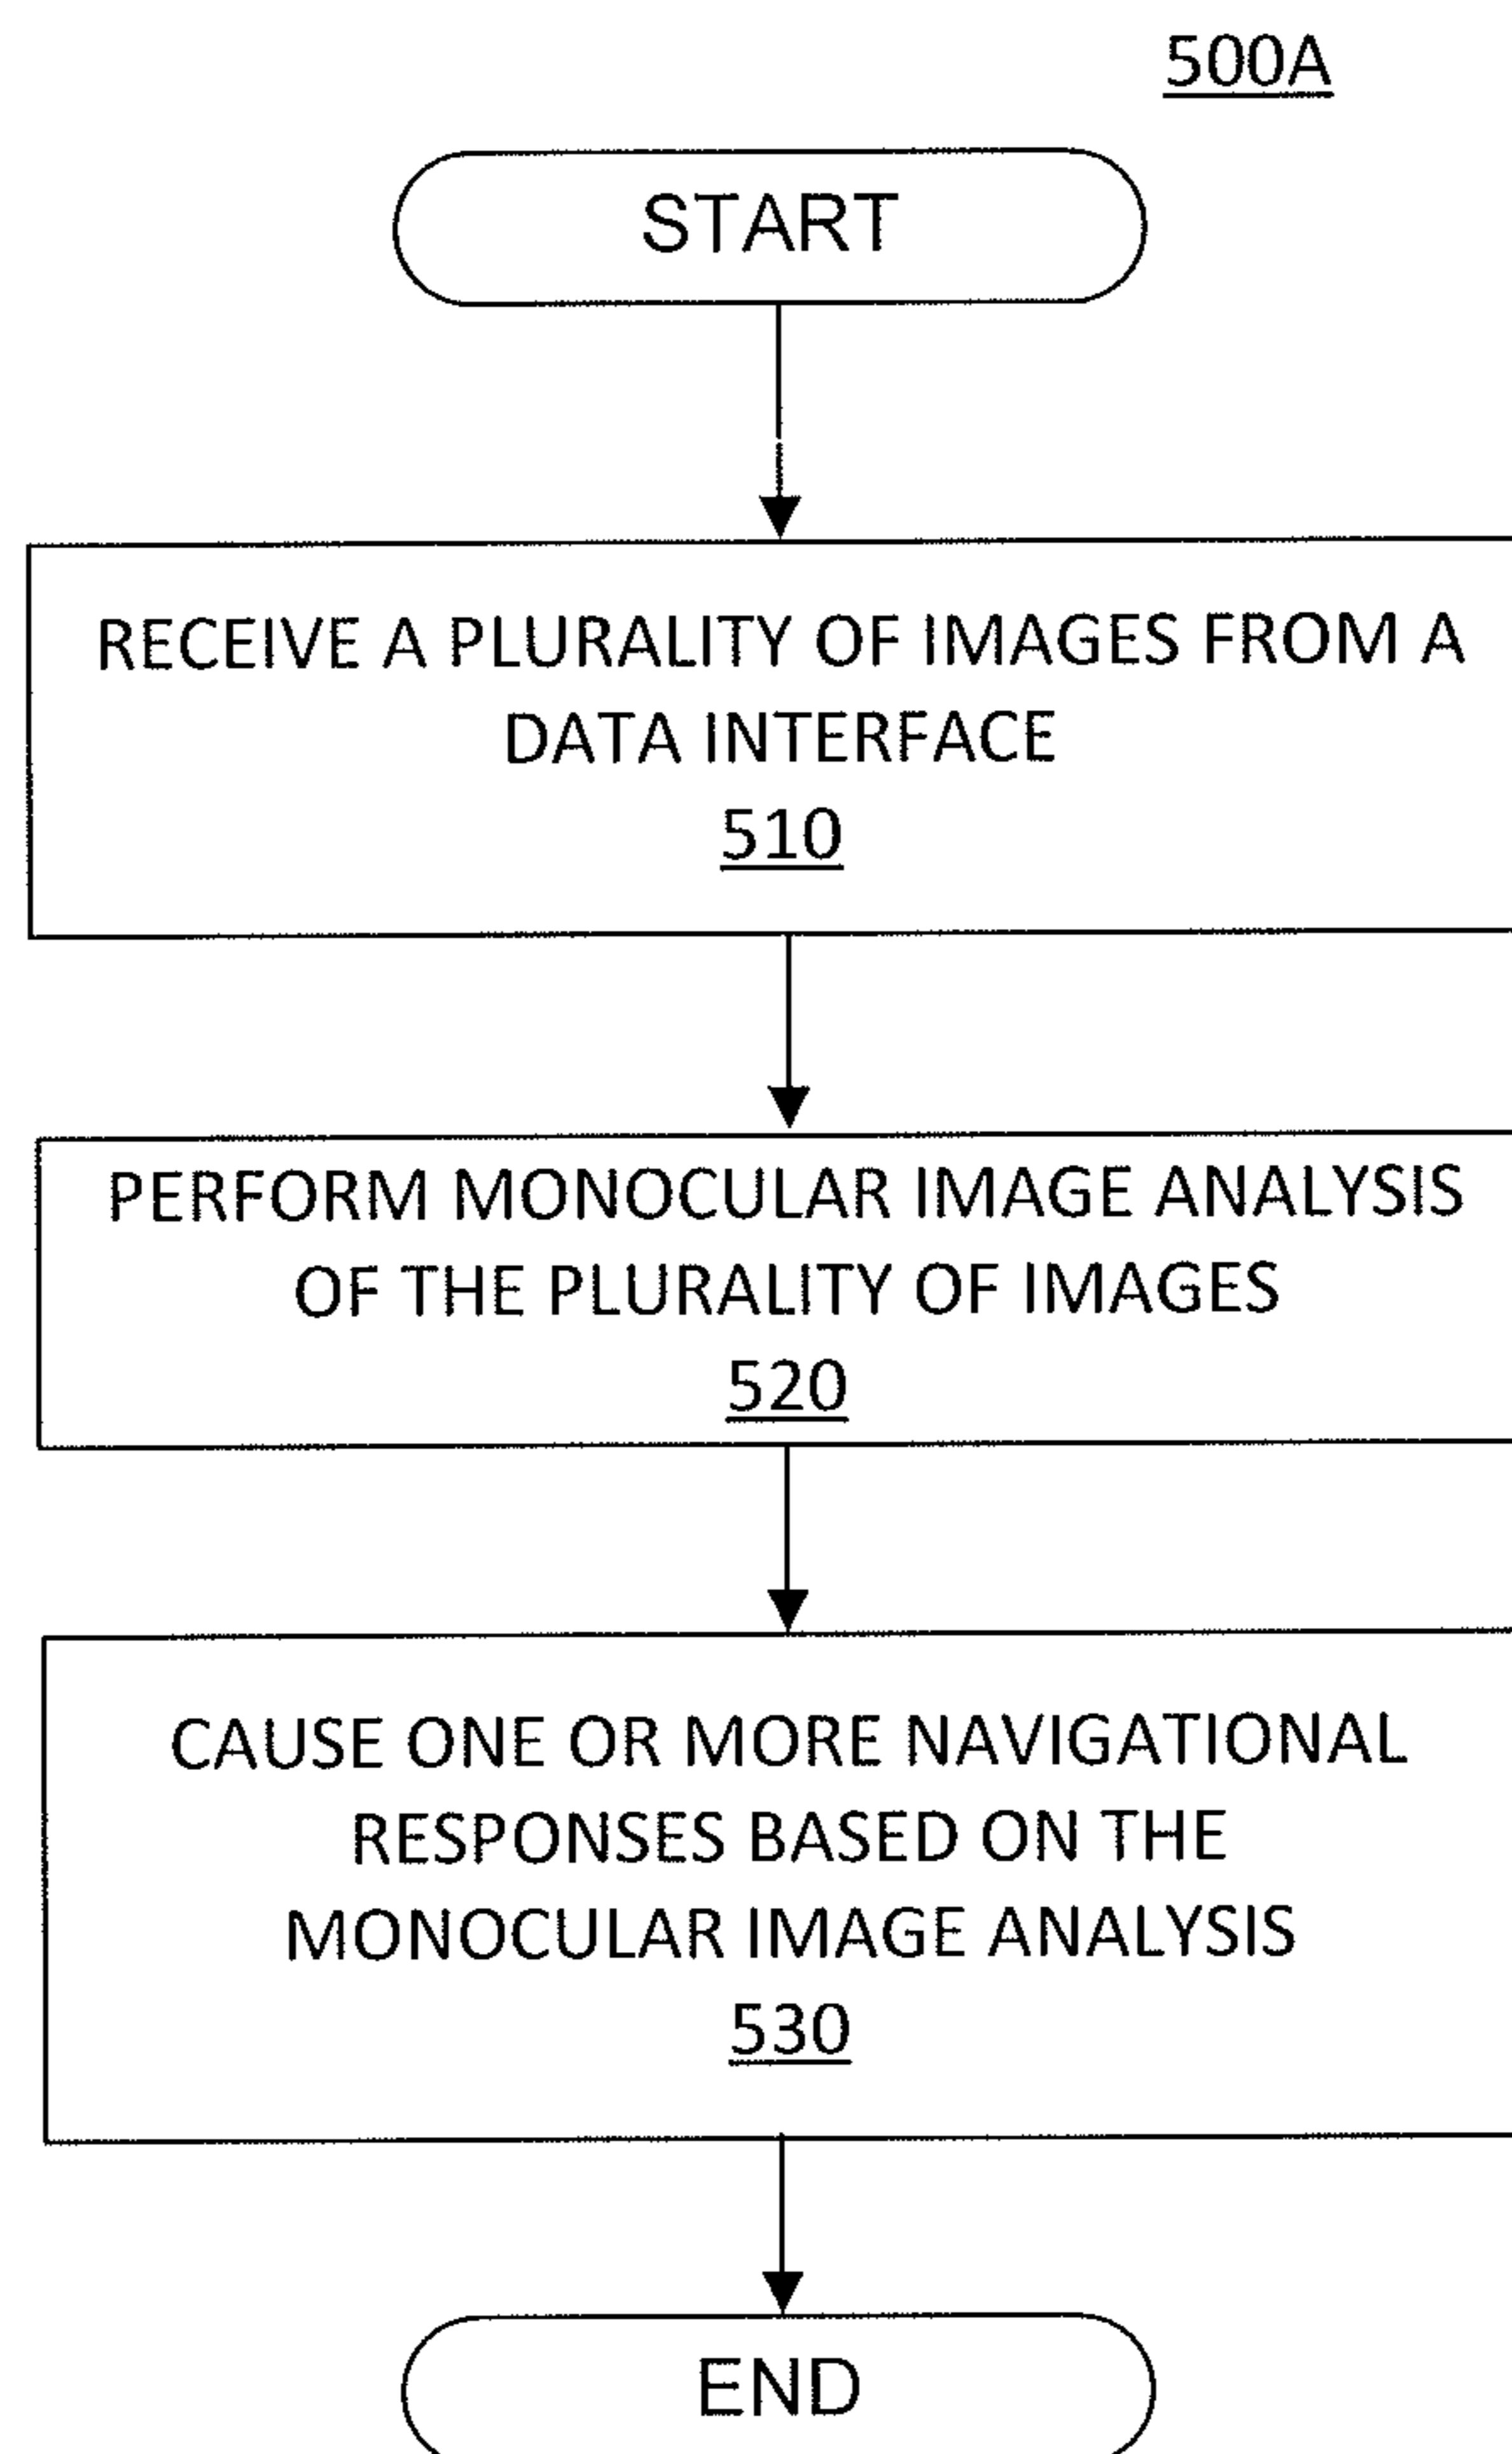 500A
START
RECEIVE A PLURALITY OF IMAGES FROM A
DATA INTERFACE
510
PERFORM MONOCULAR IMAGE ANALYSIS
OF THE PLURALITY OF IMAGES
520
CAUSE ONE OR MORE NAVIGATIONAL
RESPONSES BASED ON THE
MONOCULAR IMAGE ANALYSIS
530
END